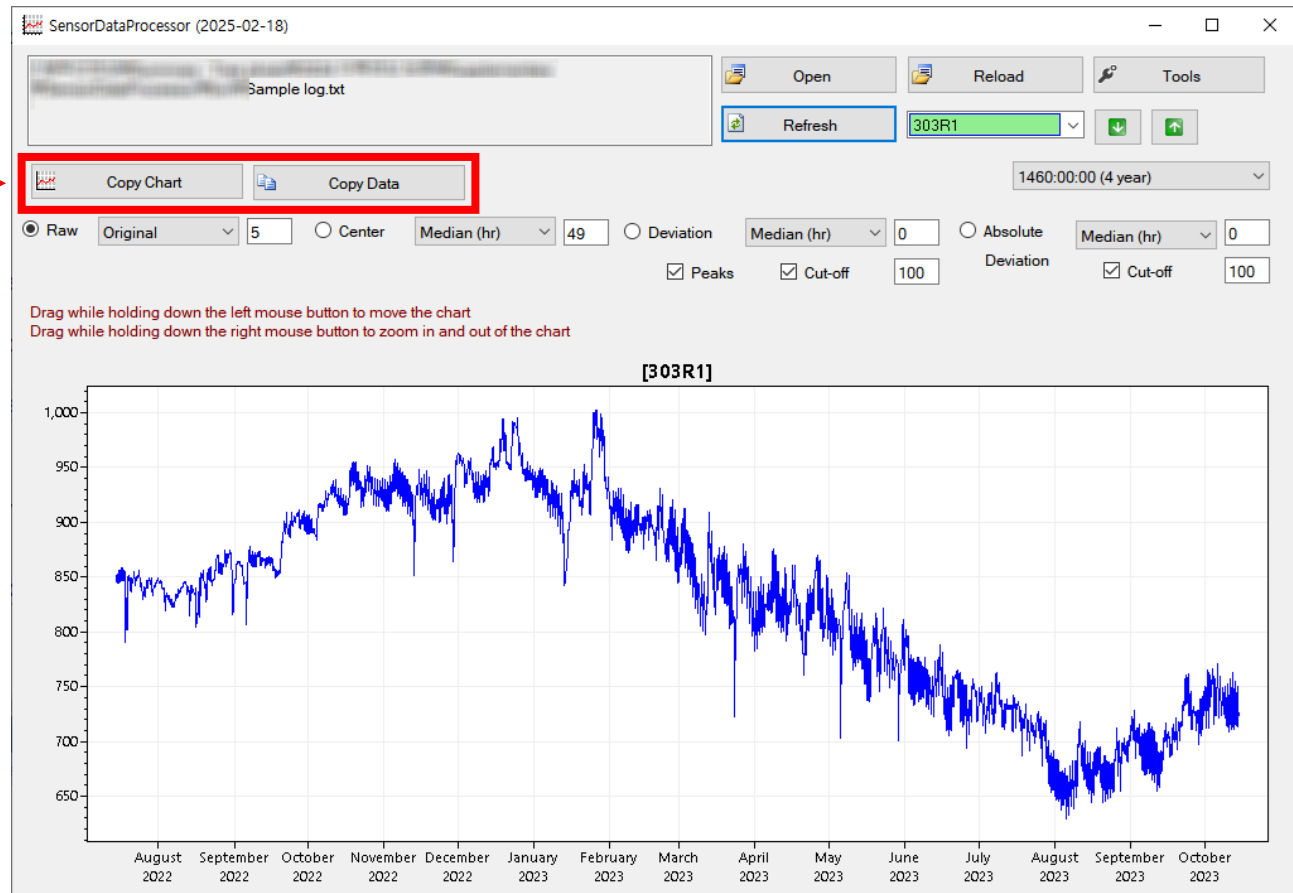 SensorDataProcessor (2025-02-18)
Sample log.txt
Open
Reload
Tools
Refresh
303R1
Copy Chart
Copy Data
1460:00:00 (4 year)
Raw
Original
5
Center
Median (hr)
49
Deviation
Median (hr)
0
Absolute
Deviation
Median (hr)
0
Peaks
Cut-off
100
Cut-off
100
Drag while holding down the left mouse button to move the chart
Drag while holding down the right mouse button to zoom in and out of the chart
[303R1]
1,000
950
900
850
800
750
700
650
August 2022
September 2022
October 2022
November 2022
December 2022
January 2023
February 2023
March 2023
April 2023
May 2023
June 2023
July 2023
August 2023
September 2023
October 2023